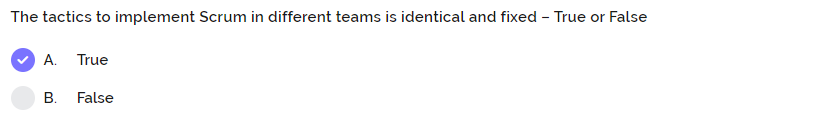 The tactics to implement Scrum in different teams is identical and fixed – True or False
A. True
B. False